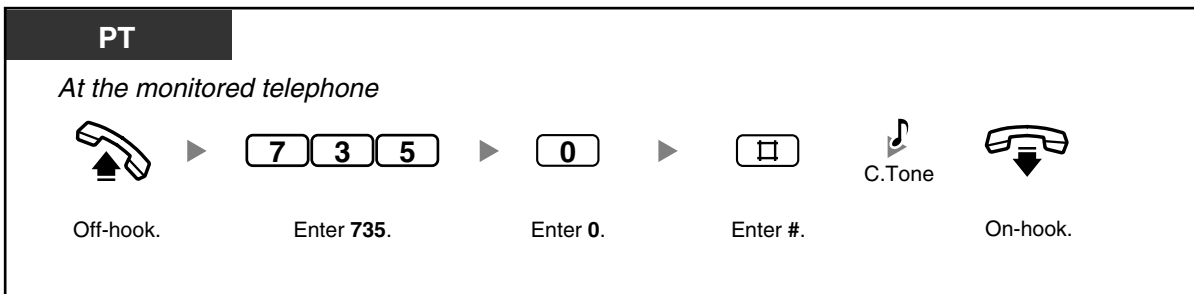 PT
At the monitored telephone
7 3 5 0 #
C.Tone
Off-hook. Enter 735. Enter 0. Enter #. On-hook.